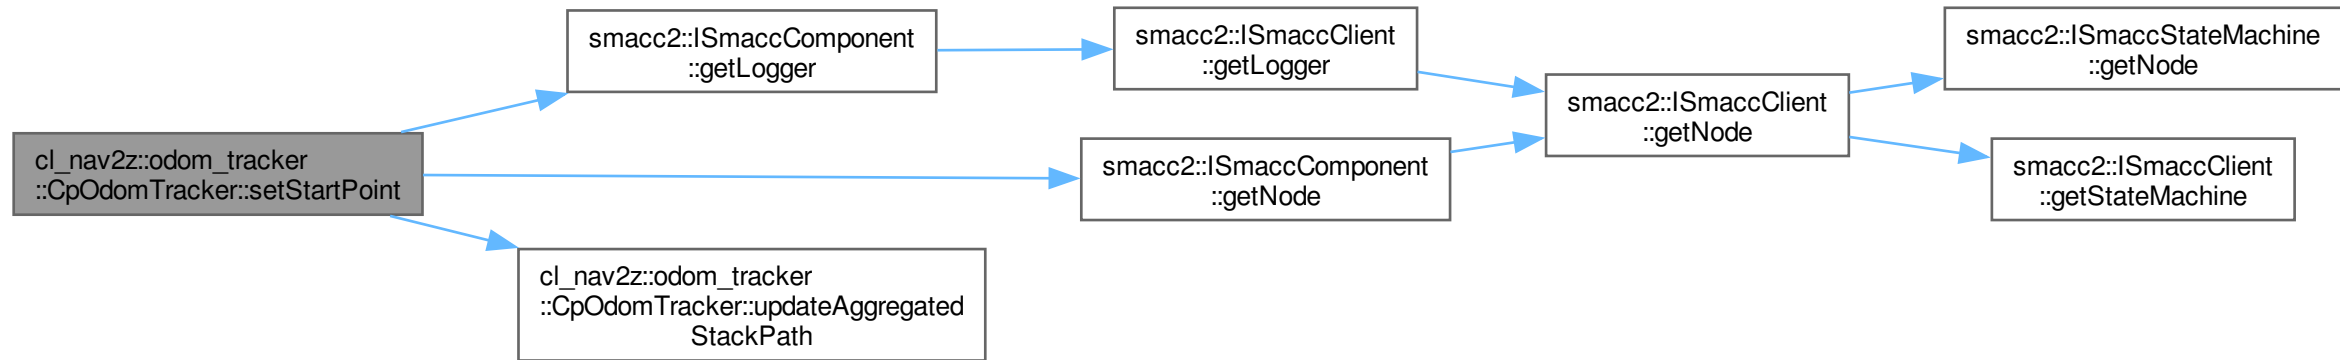 cl_nav2z::odom_tracker
::CpOdomTracker::setStartPoint
smacc2::ISmaccComponent
::getLogger
smacc2::ISmaccClient
::getLogger
smacc2::ISmaccComponent
::getNode
smacc2::ISmaccClient
::getNode
smacc2::ISmaccStateMachine
::getNode
smacc2::ISmaccClient
::getStateMachine
cl_nav2z::odom_tracker
::CpOdomTracker::updateAggregated
StackPath